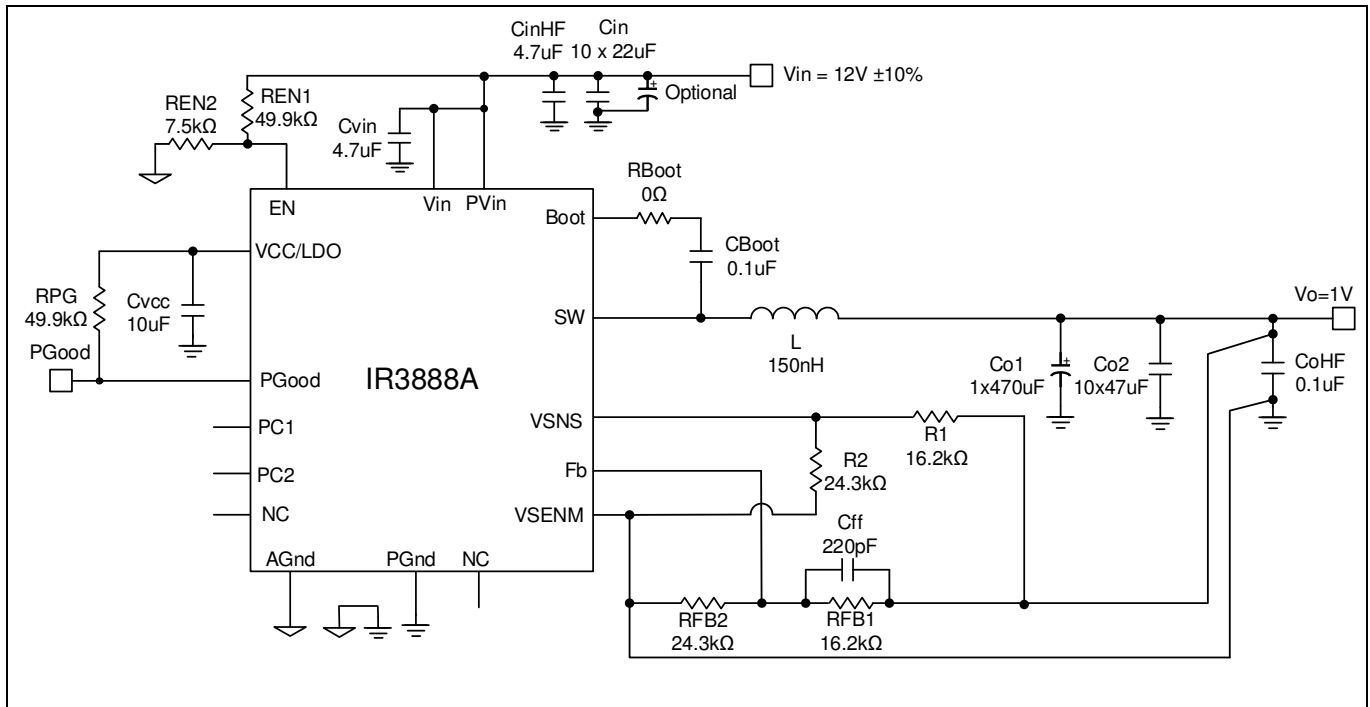 CinHF
4.7uF
Cin
10 x 22uF
Vin = 12V ±10%
Optional
REN2
7.5kΩ
REN1
49.9kΩ
Cvin
4.7uF
RBoot
0Ω
EN
Vin
PVin
Boot
CBoot
0.1uF
VCC/LDO
RPG
49.9kΩ
Cvcc
10uF
SW
L
150nH
Vo=1V
PGood
PGood
IR3888A
Co1
1x470uF
Co2
10x47uF
CoHF
0.1uF
PC1
VSNS
R1
16.2kΩ
PC2
Fb
R2
24.3kΩ
NC
VSENM
Cff
220pF
AGnd
PGnd
NC
RFB2
24.3kΩ
RFB1
16.2kΩ